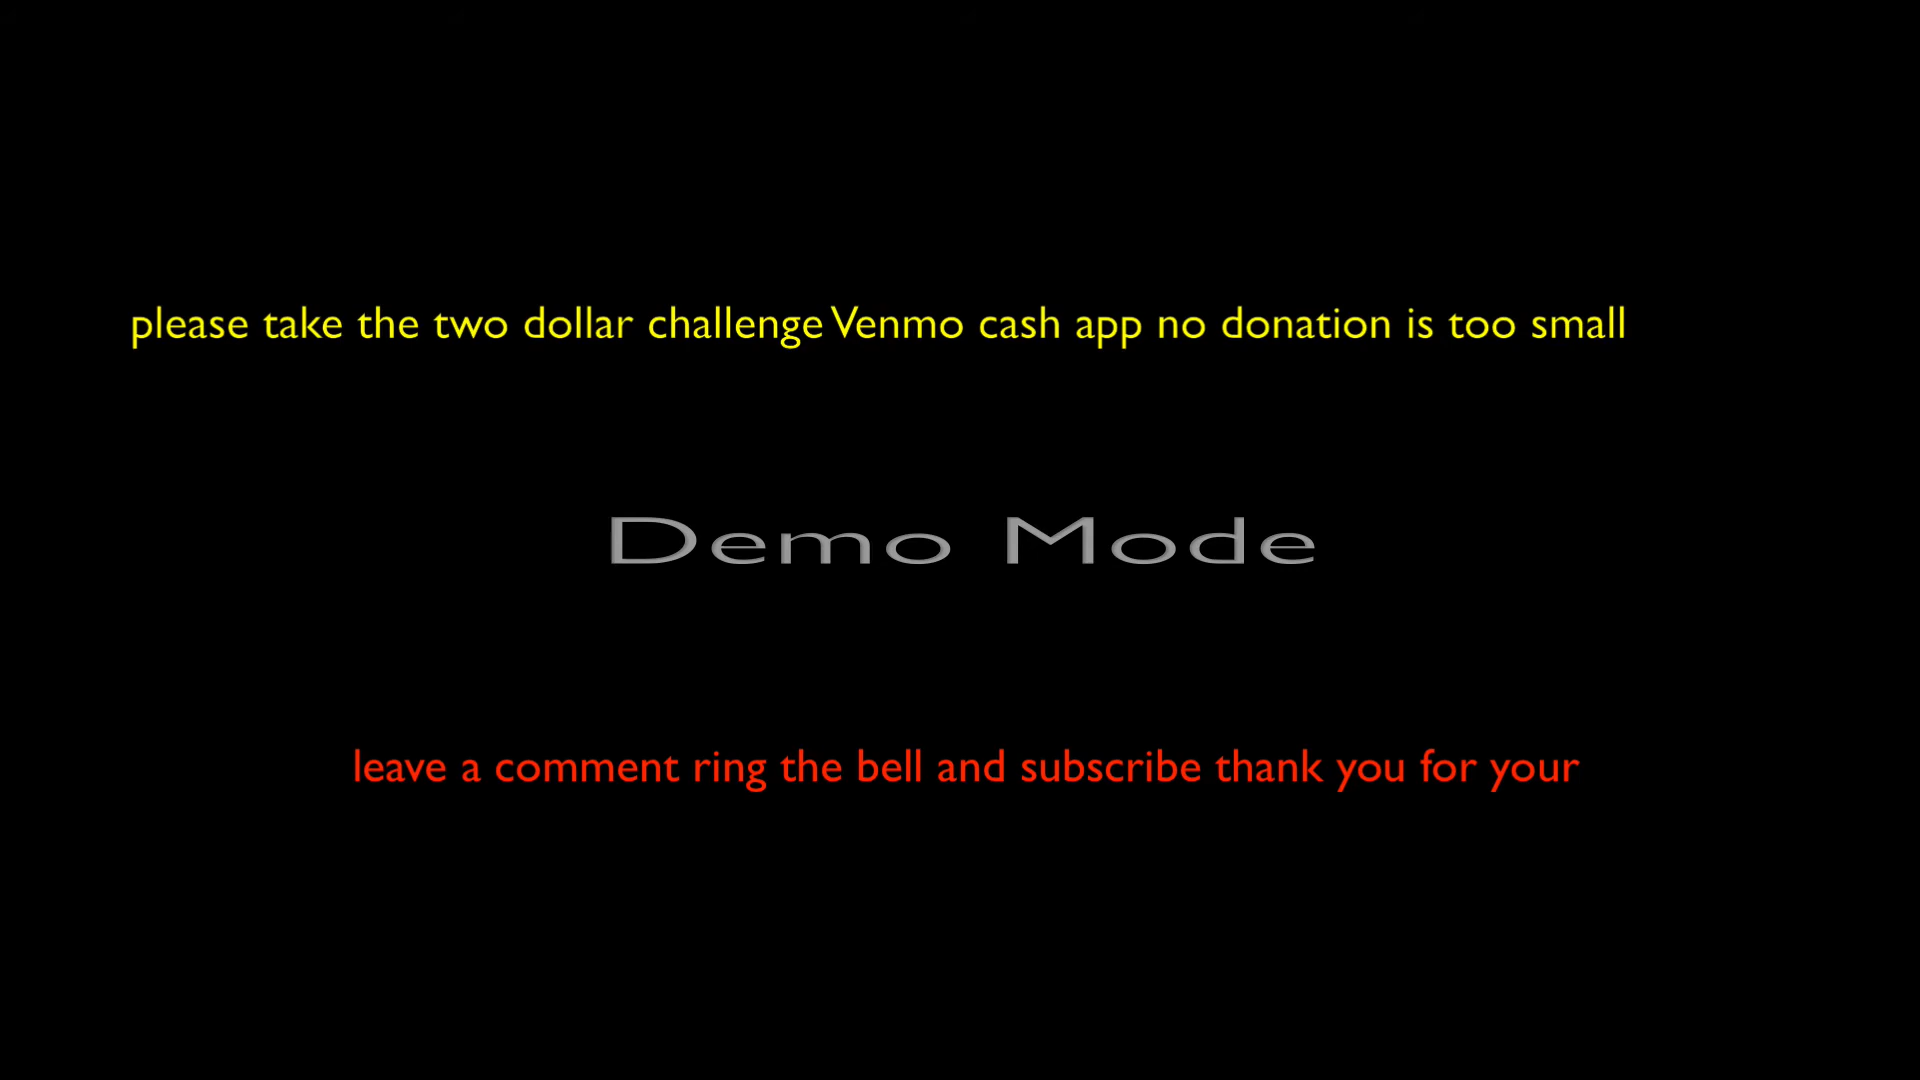 please take the two dollar challenge Venmo cash app no donation is too small
Demo Mode
leave a comment ring the bell and subscribe thank you for your